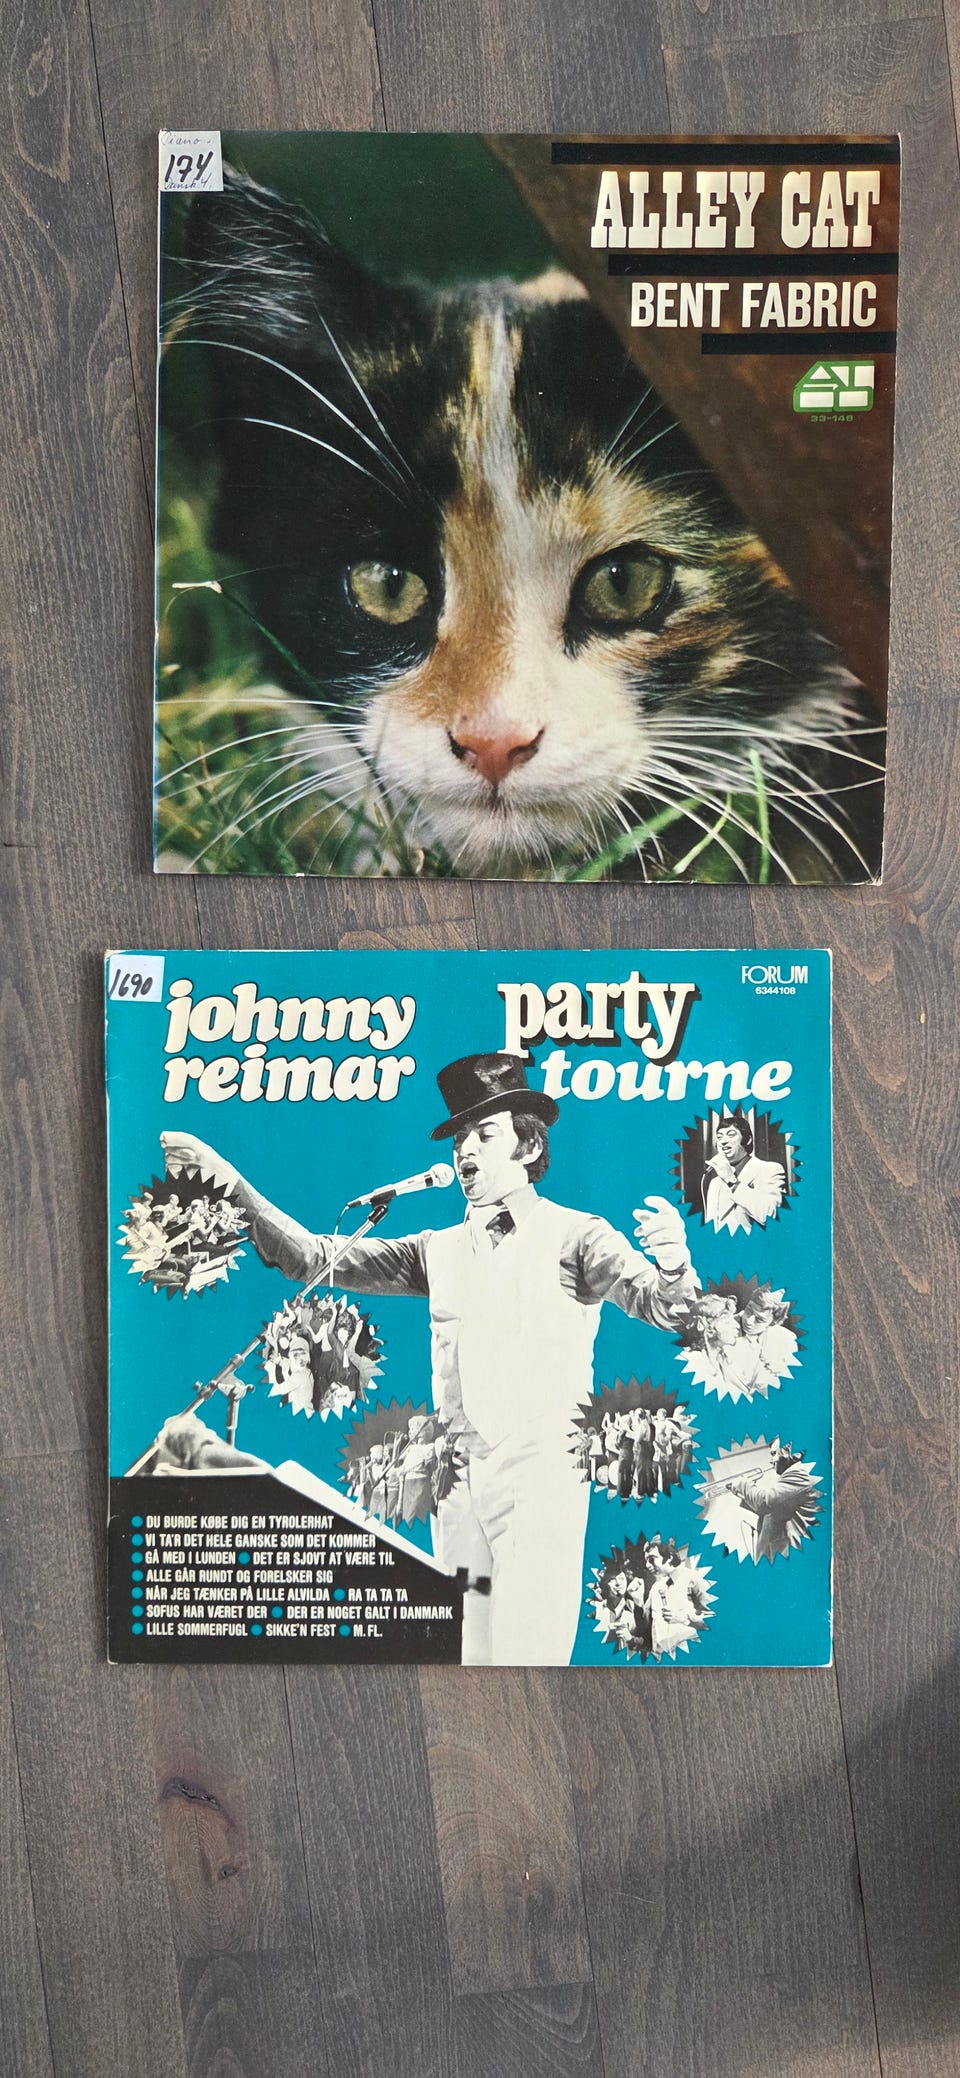 Piano -
174
Dansk 4.
ALLEY CAT
BENT FABRIC
33-148
1690
johnny
reimar
party
tourne
FORUM
6344108
● DU BURDE KØBE DIG EN TYROLERHAT
● VI TA'R DET HELE GANSKE SOM DET KOMMER
● GÅ MED I LUNDEN ● DET ER SJOVT AT VÆRE TIL
● ALLE GÅR RUNDT OG FORELSKER SIG
● NÅR JEG TÆNKER PÅ LILLE ALVILDA ● RA TA TA TA
● SOFUS HAR VÆRET DER ● DER ER NOGET GALT I DANMARK
● LILLE SOMMERFUGL ● SIKKE'N FEST ● M. FL.